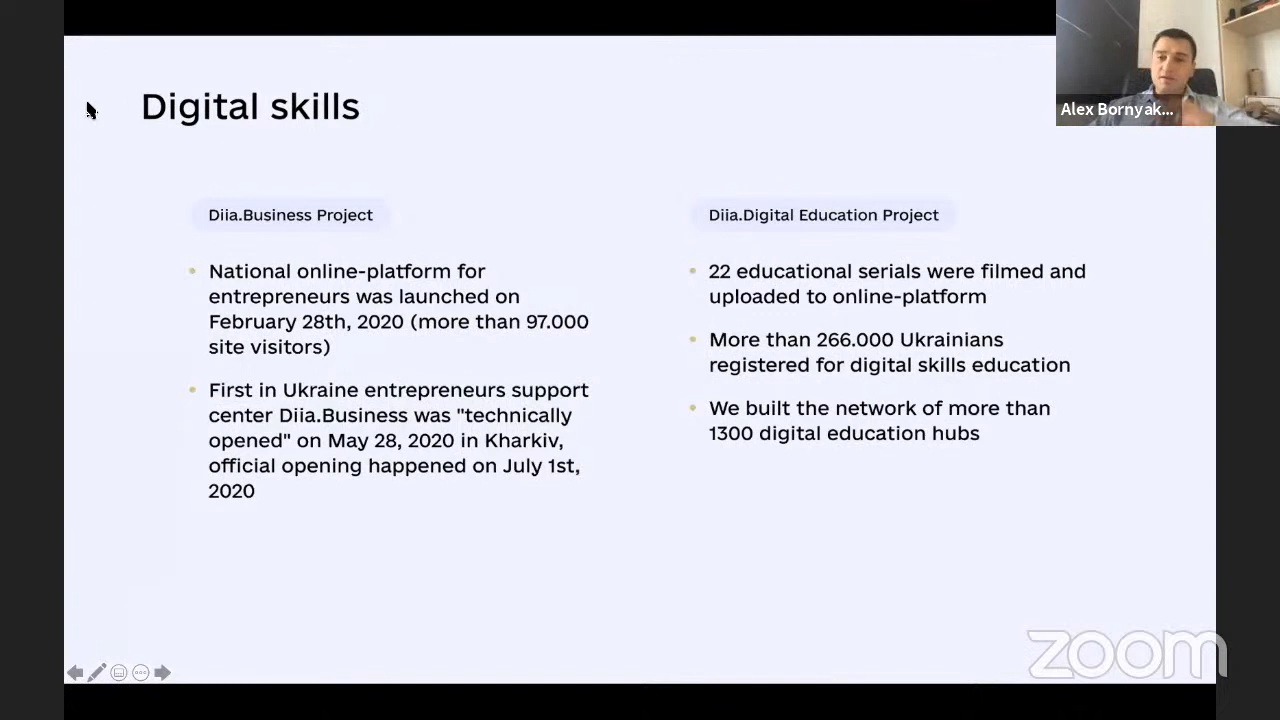 Digital skills
Alex Bornyak...
Diia.Business Project
National online-platform for
entrepreneurs was launched on
February 28th, 2020 (more than 97.000
site visitors)
First in Ukraine entrepreneurs support
center Diia.Business was "technically
opened" on May 28, 2020 in Kharkiv,
official opening happened on July 1st,
2020
Diia.Digital Education Project
22 educational serials were filmed and
uploaded to online-platform
More than 266.000 Ukrainians
registered for digital skills education
We built the network of more than
1300 digital education hubs
zoom